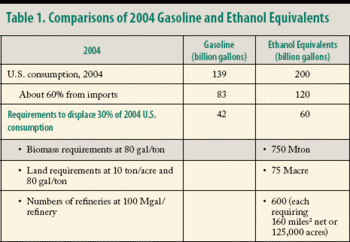 Table 1. Comparisons of 2004 Gasoline and Ethanol Equivalents
2004
Gasoline
(billion gallons)
Ethanol Equivalents
(billion gallons)
U.S. consumption, 2004
139
200
About 60% from imports
83
120
Requirements to displace 30% of 2004 U.S.
consumption
42
60
• Biomass requirements at 80 gal/ton
• 750 Mton
• Land requirements at 10 ton/acre and
80 gal/ton
• 75 Macre
• Numbers of refineries at 100 Mgal/
refinery
• 600 (each
requiring
160 miles² net or
125,000 acres)